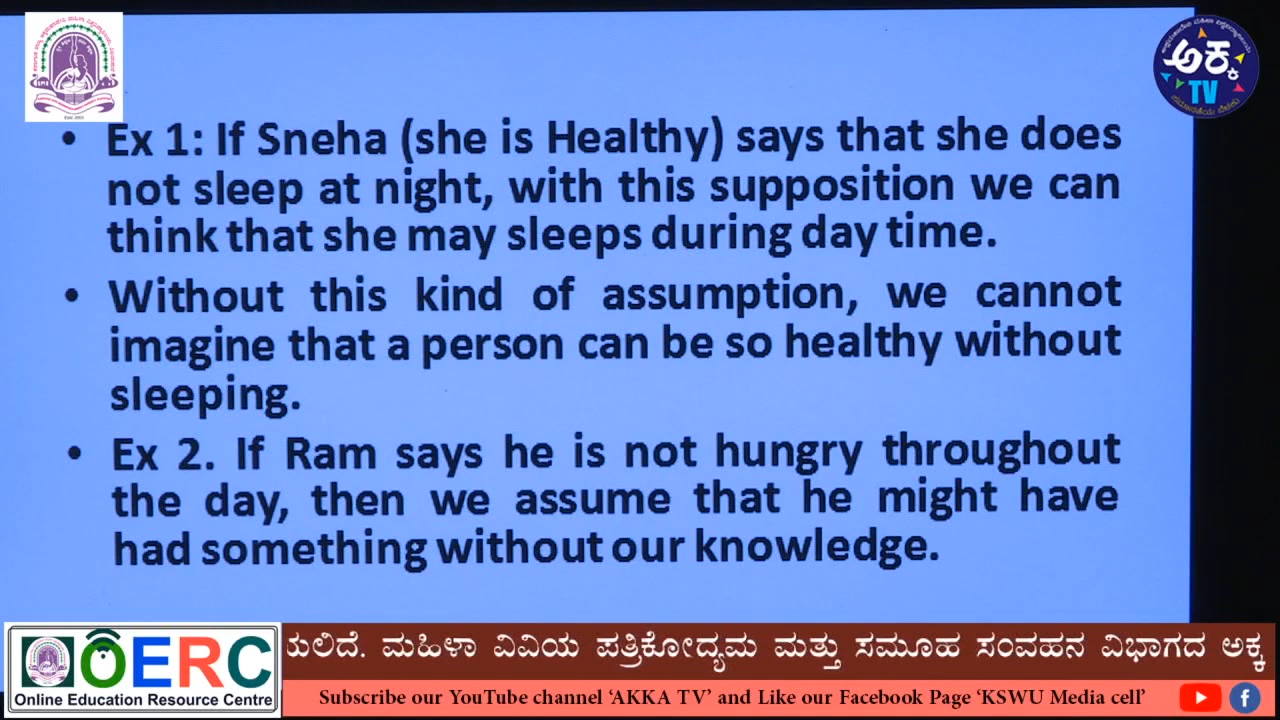 ಅಕ್ಕ
TV
• Ex 1: If Sneha (she is Healthy) says that she does
not sleep at night, with this supposition we can
think that she may sleeps during day time.
• Without this kind of assumption, we cannot
imagine that a person can be so healthy without
sleeping.
• Ex 2. If Ram says he is not hungry throughout
the day, then we assume that he might have
had something without our knowledge.
OERC
Online Education Resource Centre
ಯಲಿದೆ. ಮಹಿಳಾ ವಿವಿಯ ಪತ್ರಿಕೋದ್ಯಮ ಮತ್ತು ಸಮೂಹ ಸಂವಹನ ವಿಭಾಗದ ಅಕ್ಕ
Subscribe our YouTube channel ‘AKKA TV’ and Like our Facebook Page ‘KSWU Media cell’